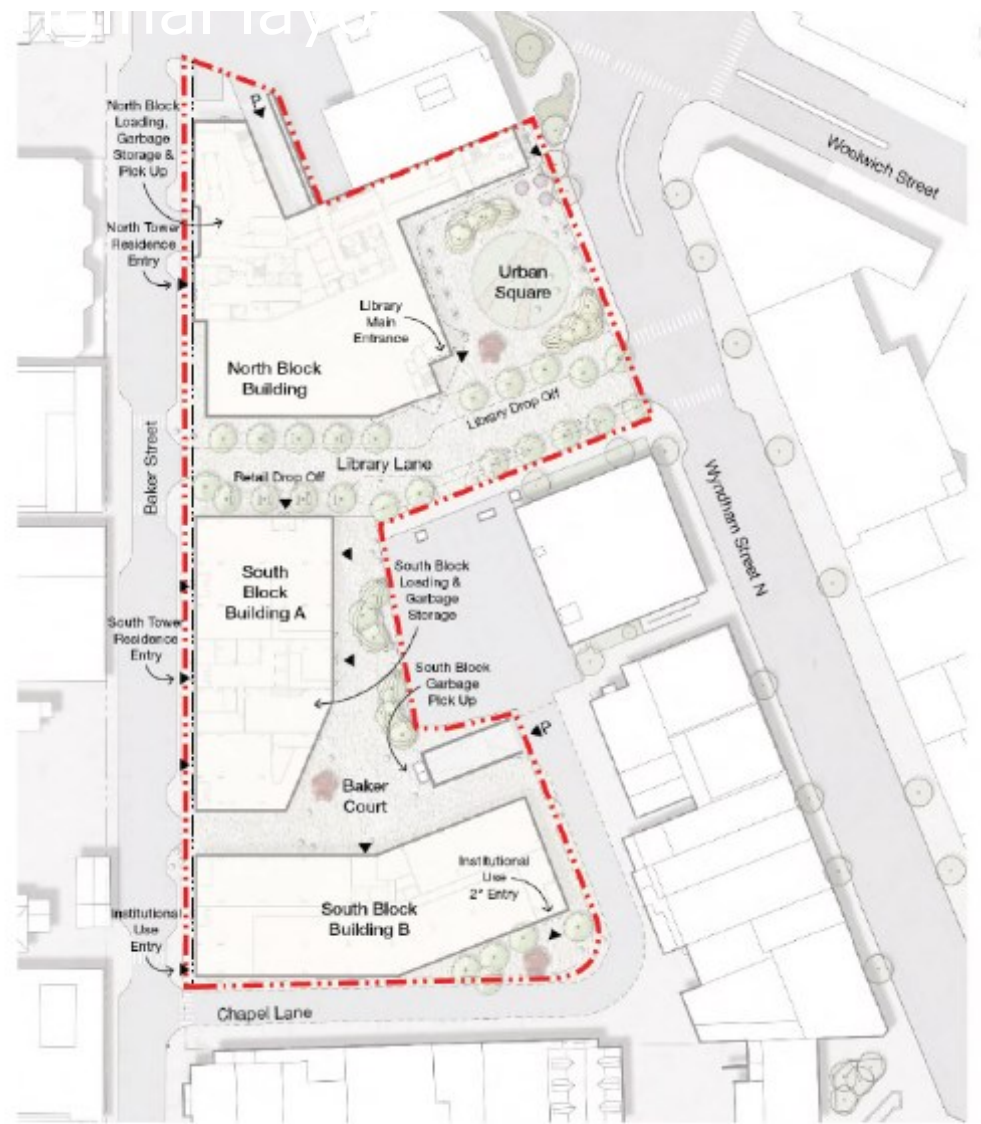 North Block
Loading,
Garbage
Storage &
Pick Up
P
Woolwich Street
North Tower
Residence
Entry
Urban
Square
Library
Main
Entrance
North Block
Building
Library Drop Off
Baker Street
Library Lane
Retail Drop Off
Wyndham Street N
South
Block
Building A
South Block
Loading &
Garbage
Storage
South Tower
Residence
Entry
South Block
Garbage
Pick Up
P
Baker
Court
Institutional
Use
2° Entry
South Block
Building B
Institutional
Use
Entry
Chapel Lane